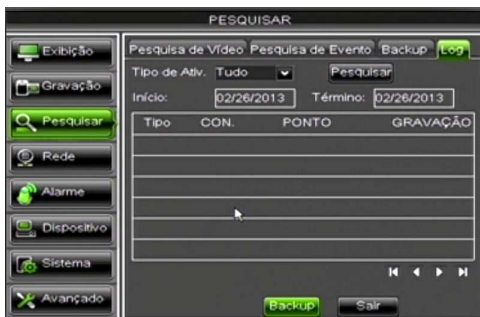 PESQUISAR
Exibição
Gravação
Pesquisar
Rede
Alarme
Dispositivo
Sistema
Avançado
Pesquisa de Vídeo Pesquisa de Evento Backup Log
Tipo de Ativ. Tudo Pesquisar
Início: 02/26/2013 Término: 02/26/2013
Tipo CON. PONTO GRAVAÇÃO
Backup Sair